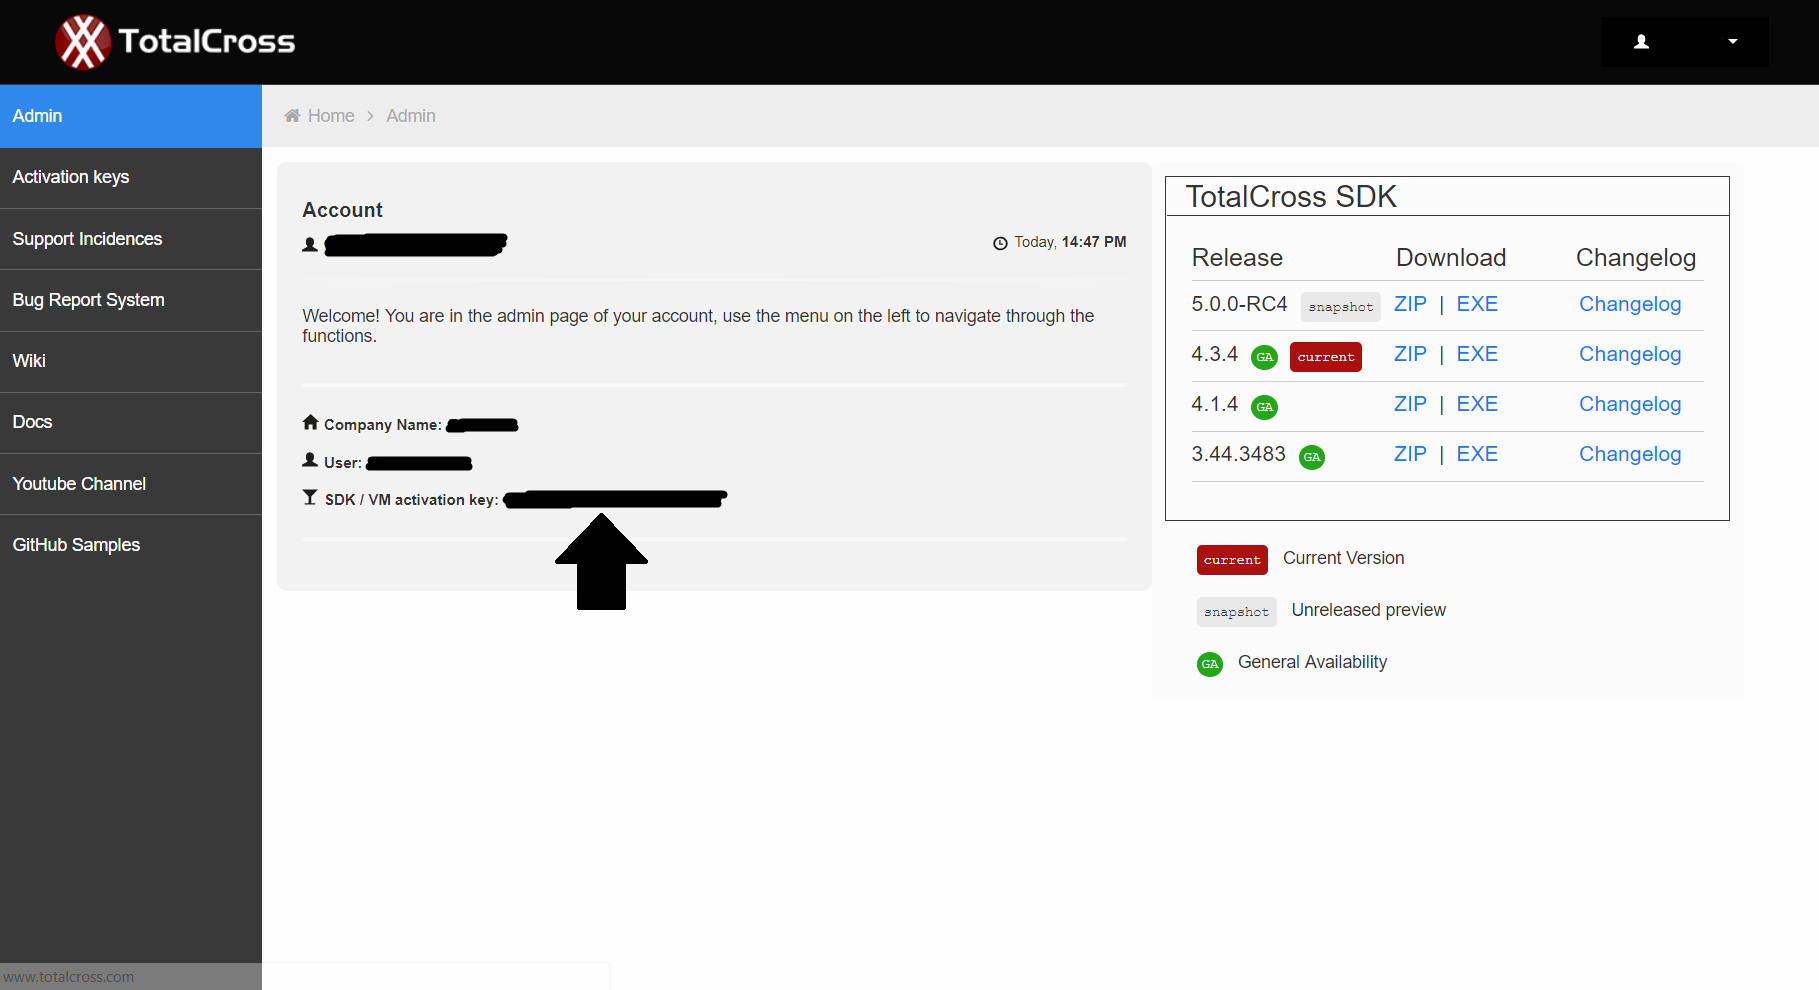 TotalCross
Admin
Activation keys
Support Incidences
Bug Report System
Wiki
Docs
Youtube Channel
GitHub Samples
Home > Admin
Account
Today, 14:47 PM
Welcome! You are in the admin page of your account, use the menu on the left to navigate through the
functions.
Company Name:
User:
SDK / VM activation key:
TotalCross SDK
Release Download Changelog
5.0.0-RC4 snapshot ZIP | EXE Changelog
4.3.4 GA current ZIP | EXE Changelog
4.1.4 GA ZIP | EXE Changelog
3.44.3483 GA ZIP | EXE Changelog
current Current Version
snapshot Unreleased preview
GA General Availability
www.totalcross.com